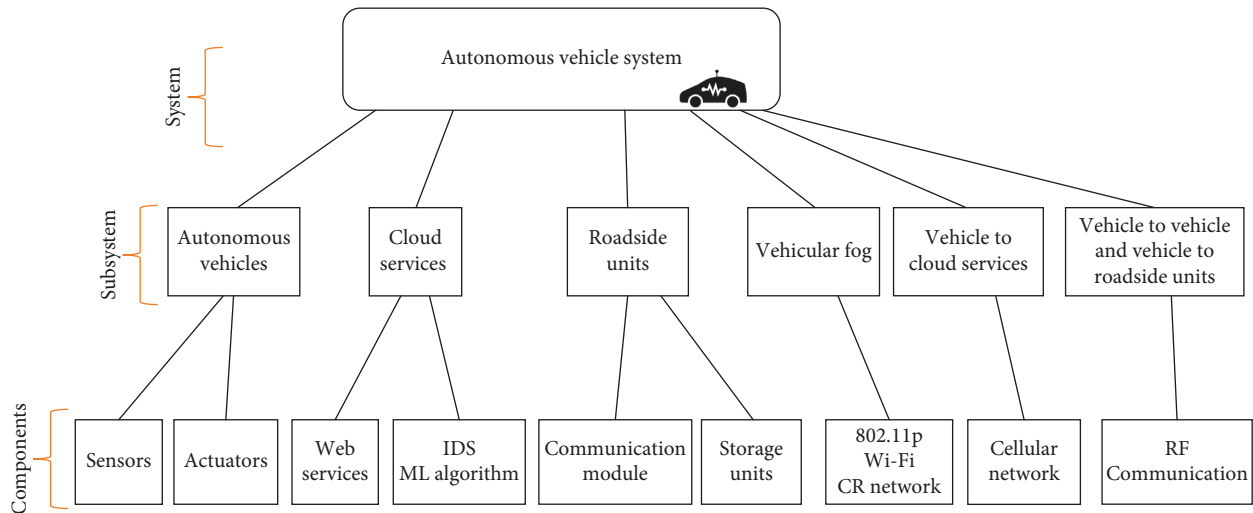 Autonomous vehicle system
System
Subsystem
Autonomous
vehicles
Cloud
services
Roadside
units
Vehicular fog
Vehicle to
cloud services
Vehicle to vehicle
and vehicle to
roadside units
Components
Sensors
Actuators
Web
services
IDS
ML algorithm
Communication
module
Storage
units
802.11p
Wi-Fi
CR network
Cellular
network
RF
Communication